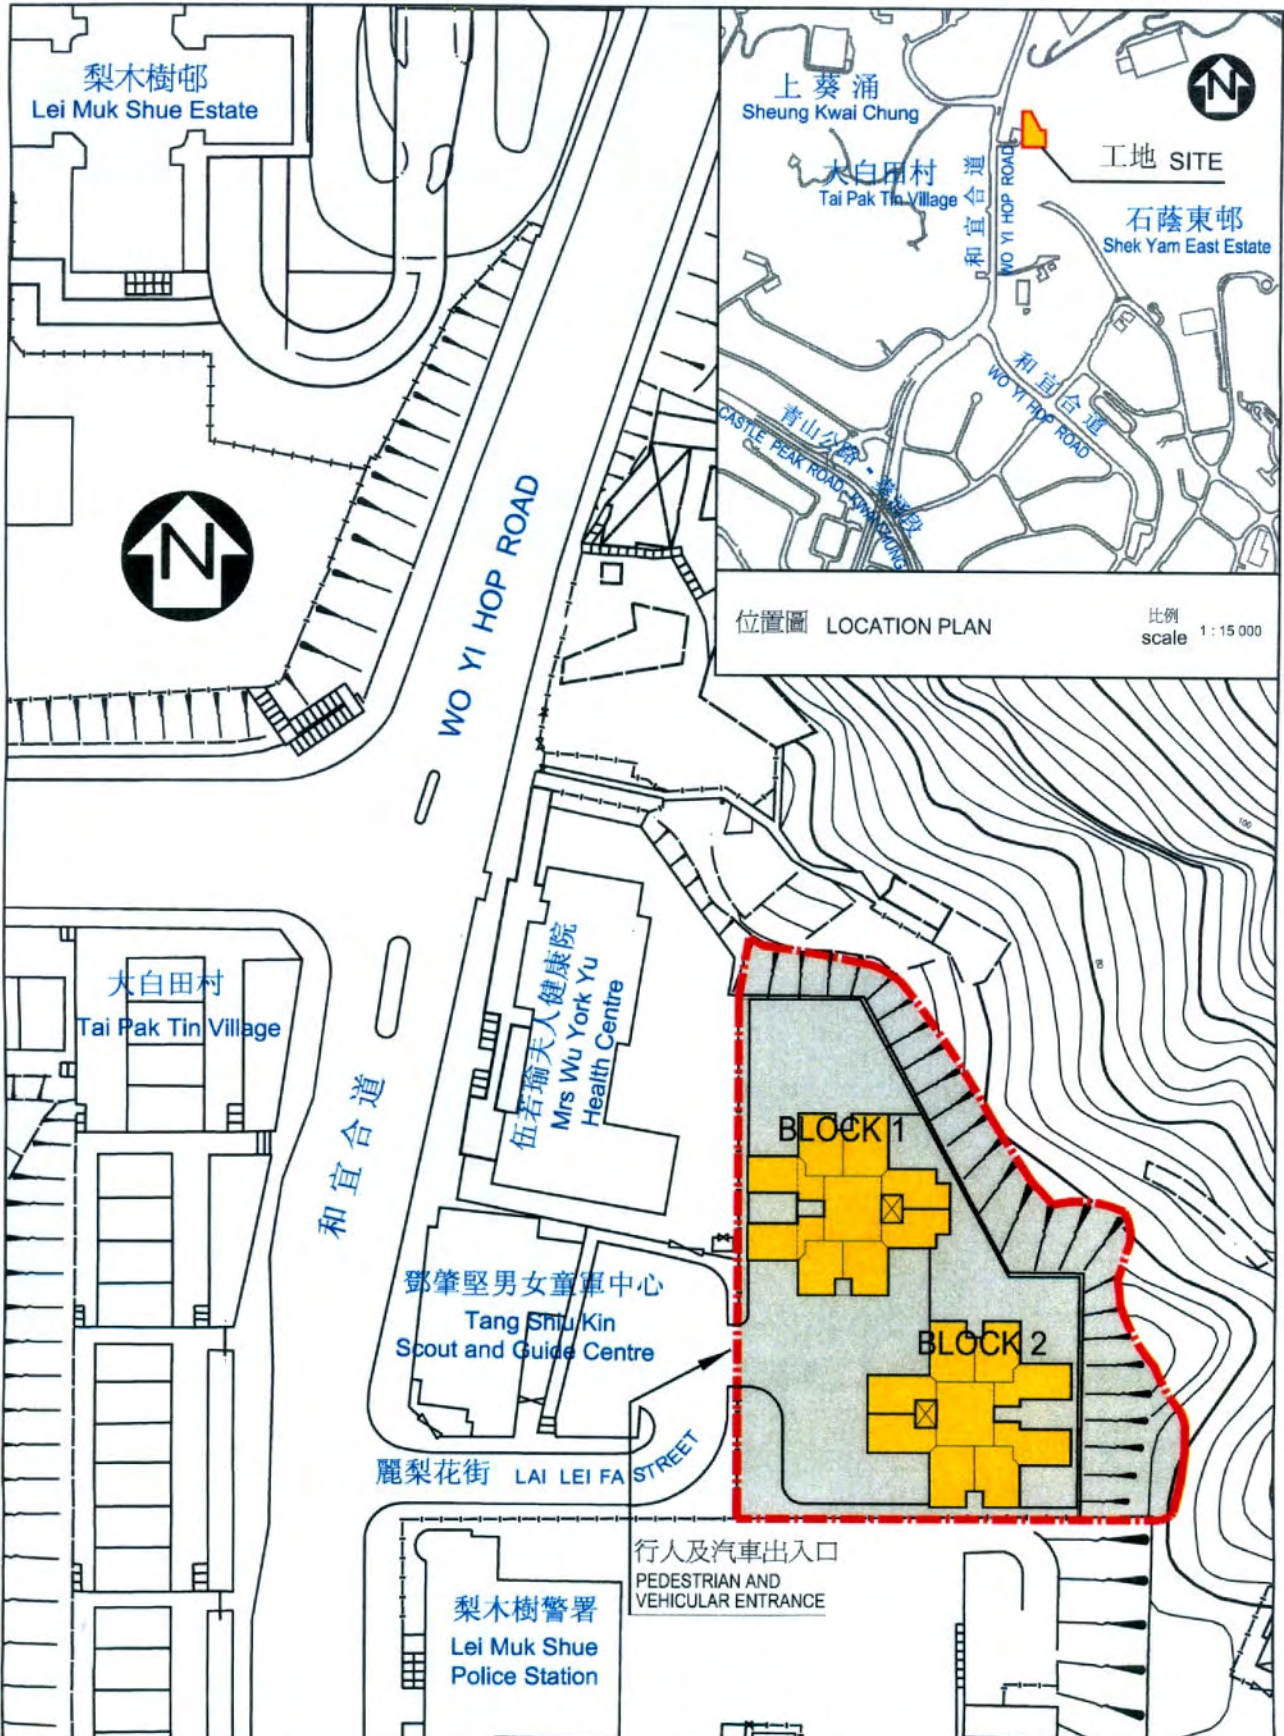 梨木樹邨
Lei Muk Shue Estate
上葵涌
Sheung Kwai Chung
N
工地 SITE
大白田村
Tai Pak Tin Village
和宜合道
WO YI HOP ROAD
石蔭東邨
Shek Yam East Estate
和宜合道
WO YI HOP ROAD
青山公路 - 葵涌段
CASTLE PEAK ROAD-KWAI CHUNG
位置圖 LOCATION PLAN
比例
scale 1 : 15 000
N
WO YI HOP ROAD
100
80
大白田村
Tai Pak Tin Village
伍若瑜夫人健康院
Mrs Wu York Yu
Health Centre
和宜合道
BLOCK 1
鄧肇堅男女童軍中心
Tang Shiu Kin
Scout and Guide Centre
BLOCK 2
麗梨花街 LAI LEI FA STREET
行人及汽車出入口
PEDESTRIAN AND
VEHICULAR ENTRANCE
梨木樹警署
Lei Muk Shue
Police Station